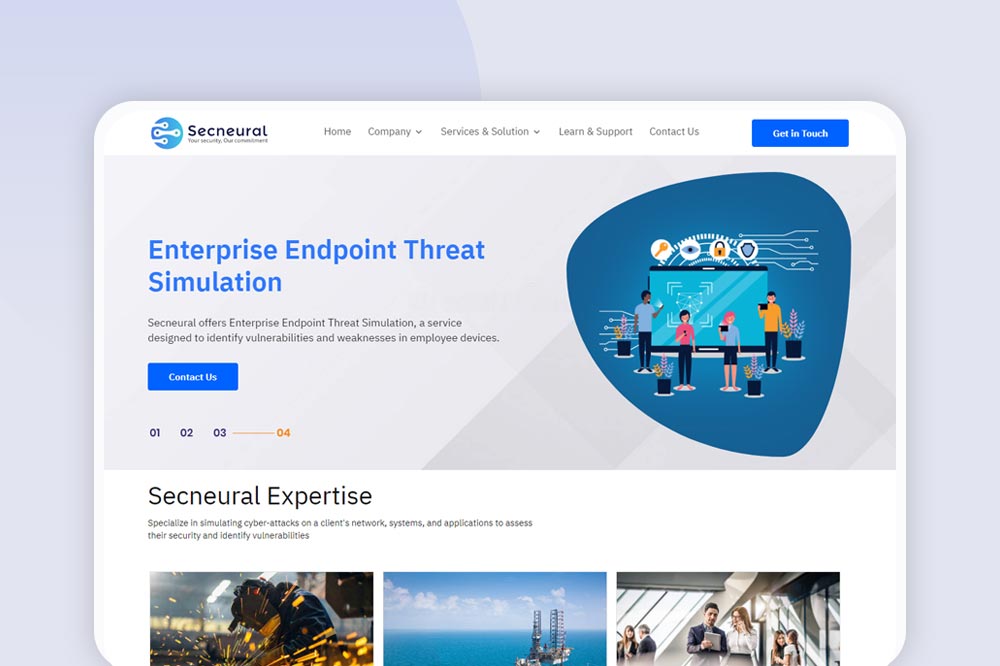 Secneural
Your security, Our commitment
Home Company Services & Solution Learn & Support Contact Us
Get in Touch
Enterprise Endpoint Threat
Simulation
Secneural offers Enterprise Endpoint Threat Simulation, a service
designed to identify vulnerabilities and weaknesses in employee devices.
Contact Us
01 02 03 04
Secneural Expertise
Specialize in simulating cyber-attacks on a client's network, systems, and applications to assess
their security and identify vulnerabilities